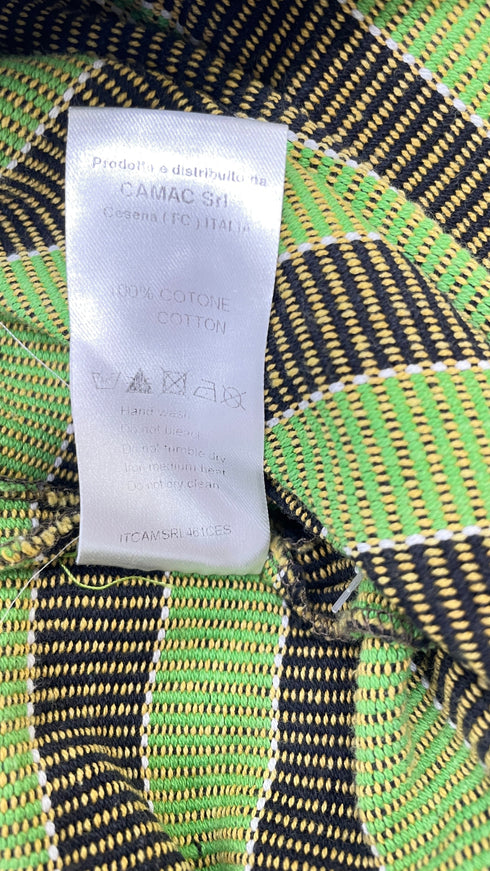 Prodotto e distribuito da
CAMAC Srl
Cesena ( FC ) ITALIA
100% COTONE
COTTON
Hand wash
Do not bleach
Do not tumble dry
Iron medium heat
Do not dry clean
ITCAMSRL461CES